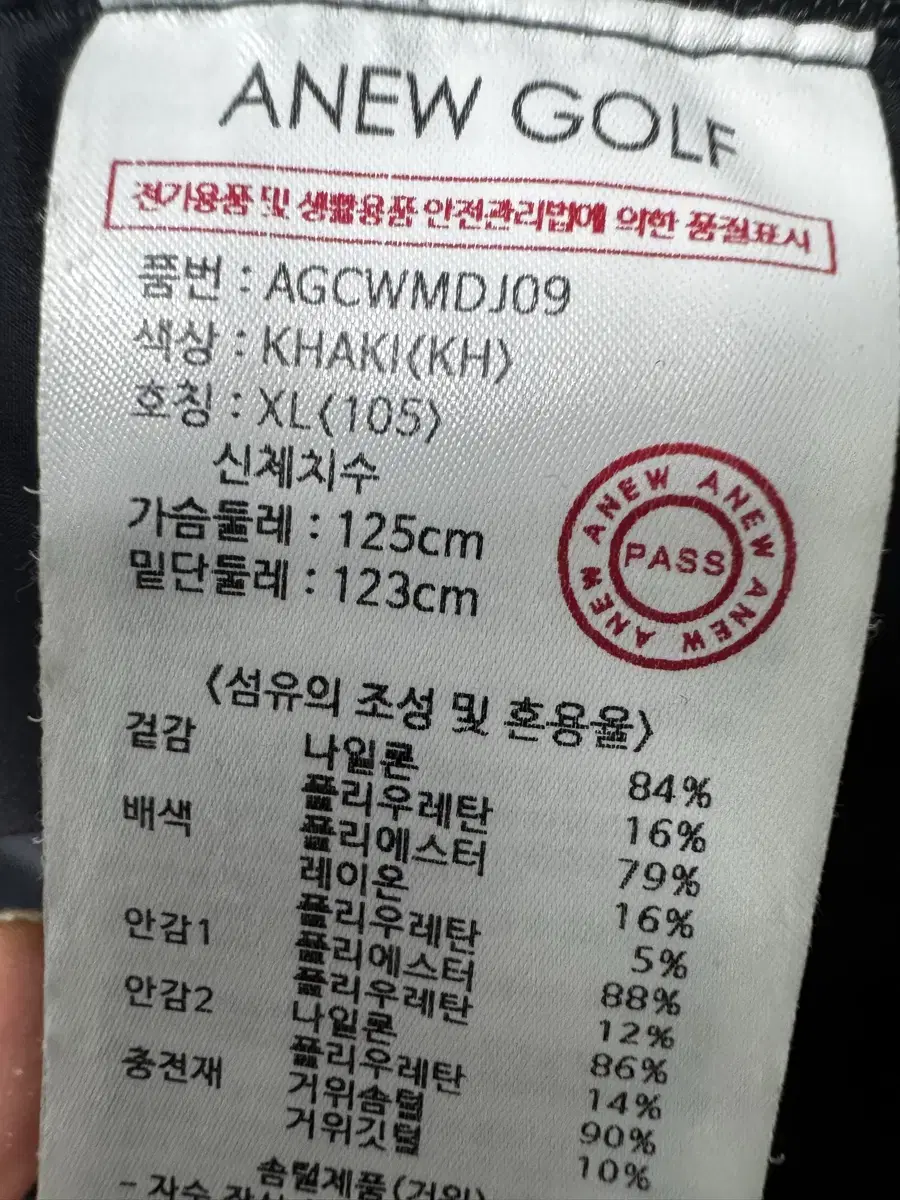 ANEW GOLF
전기용품 및 생활용품 안전관리법에 의한 품질표시
품번 : AGCWMDJ09
색상 : KHAKI(KH)
호칭 : XL(105)
신체치수
가슴둘레 : 125cm
밑단둘레 : 123cm
ANEW ANEW ANEW ANEW
PASS
<섬유의 조성 및 혼용율>
겉감 나일론 84%
폴리우레탄 16%
배색 폴리에스터 79%
레이온 16%
폴리우레탄 5%
안감1 폴리에스터 88%
폴리우레탄 12%
안감2 나일론 86%
폴리우레탄 14%
충전재 거위솜털 90%
거위깃털 10%
솜털제품(거위)